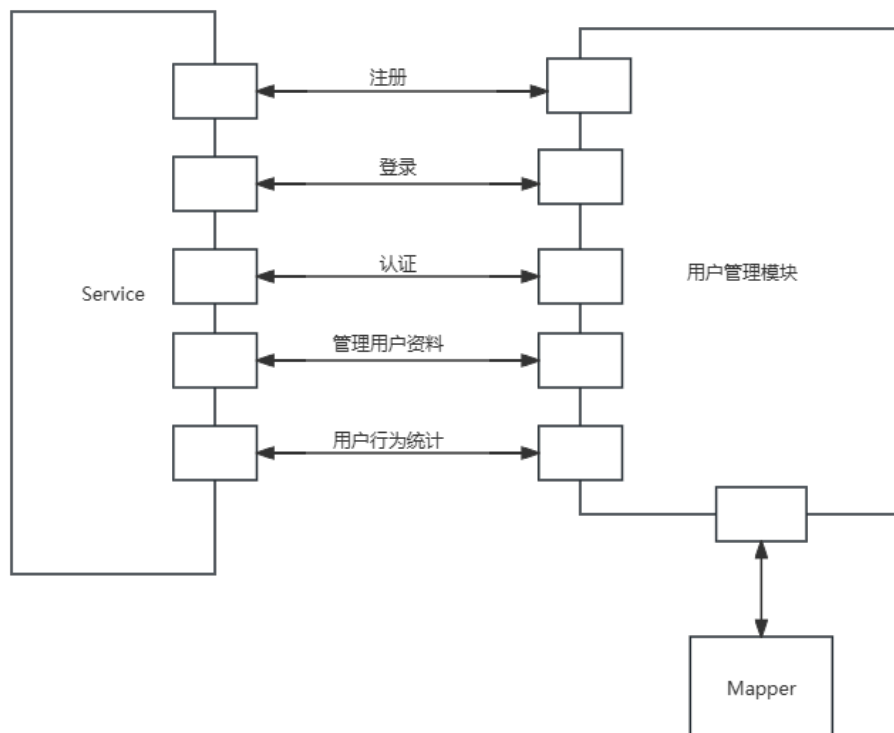 注册
登录
认证
用户管理模块
Service
管理用户资料
用户行为统计
Mapper